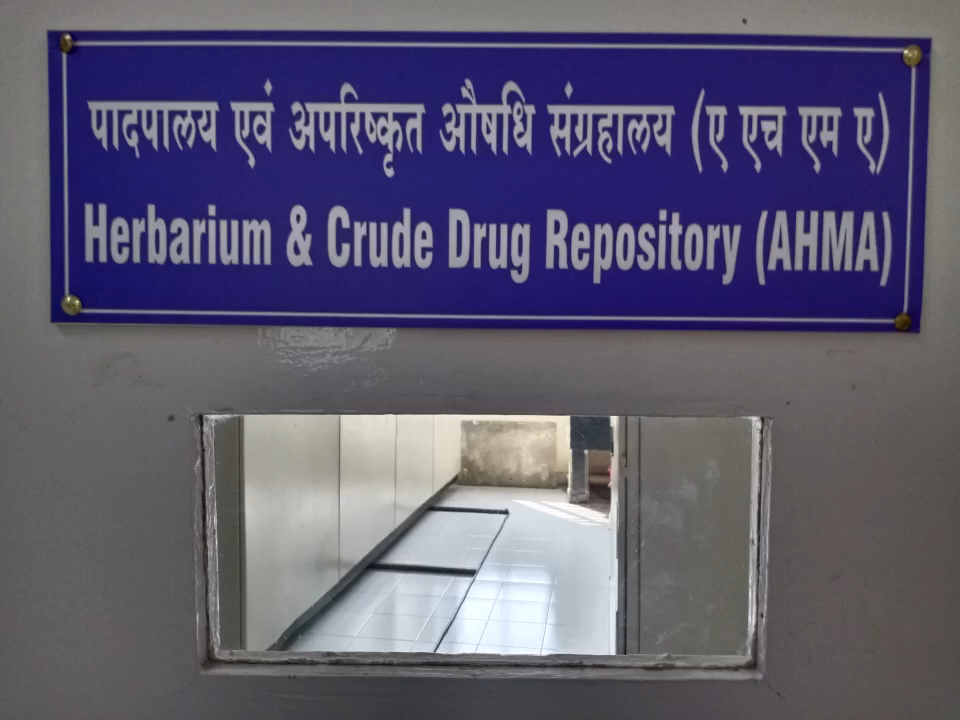 पादपालय एवं अपरिष्कृत औषधि संग्रहालय (ए एच एम ए)
Herbarium & Crude Drug Repository (AHMA)